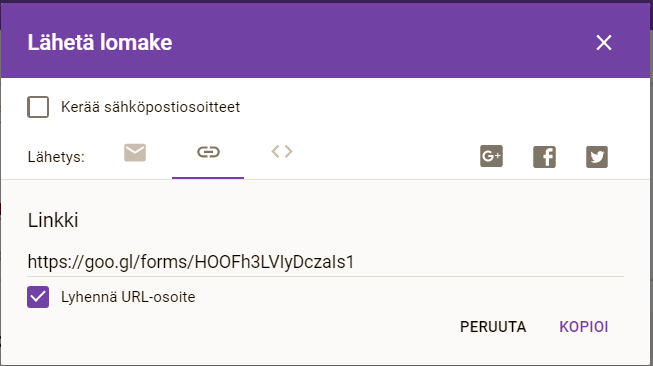 Lähetä lomake
Kerää sähköpostiosoitteet
Lähetys:
G+
Linkki
https://goo.gl/forms/HOOFh3LVIyDczaIs1
Lyhennä URL-osoite
PERUUTA KOPIOI